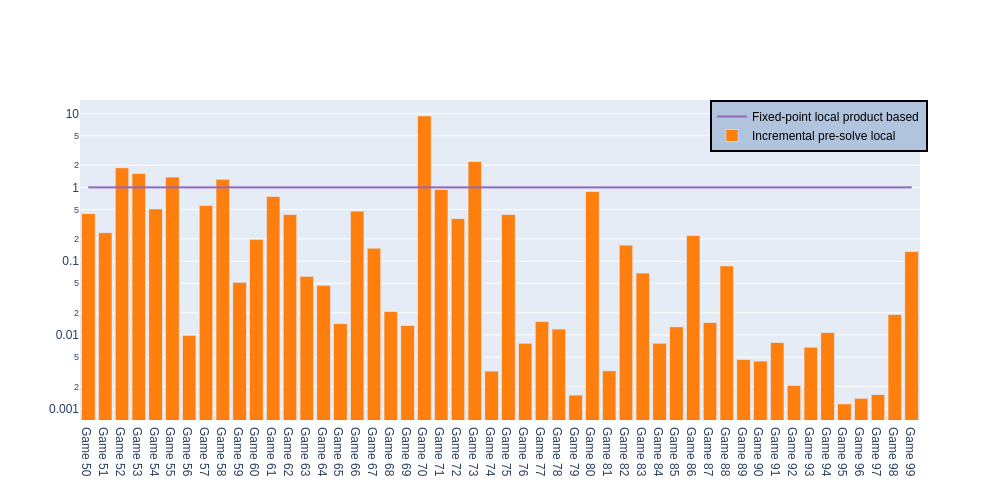 Fixed-point local product based
Incremental pre-solve local
10
5
2
1
5
2
0.1
5
2
0.01
5
2
0.001
Game 50
Game 51
Game 52
Game 53
Game 54
Game 55
Game 56
Game 57
Game 58
Game 59
Game 60
Game 61
Game 62
Game 63
Game 64
Game 65
Game 66
Game 67
Game 68
Game 69
Game 70
Game 71
Game 72
Game 73
Game 74
Game 75
Game 76
Game 77
Game 78
Game 79
Game 80
Game 81
Game 82
Game 83
Game 84
Game 85
Game 86
Game 87
Game 88
Game 89
Game 90
Game 91
Game 92
Game 93
Game 94
Game 95
Game 96
Game 97
Game 98
Game 99